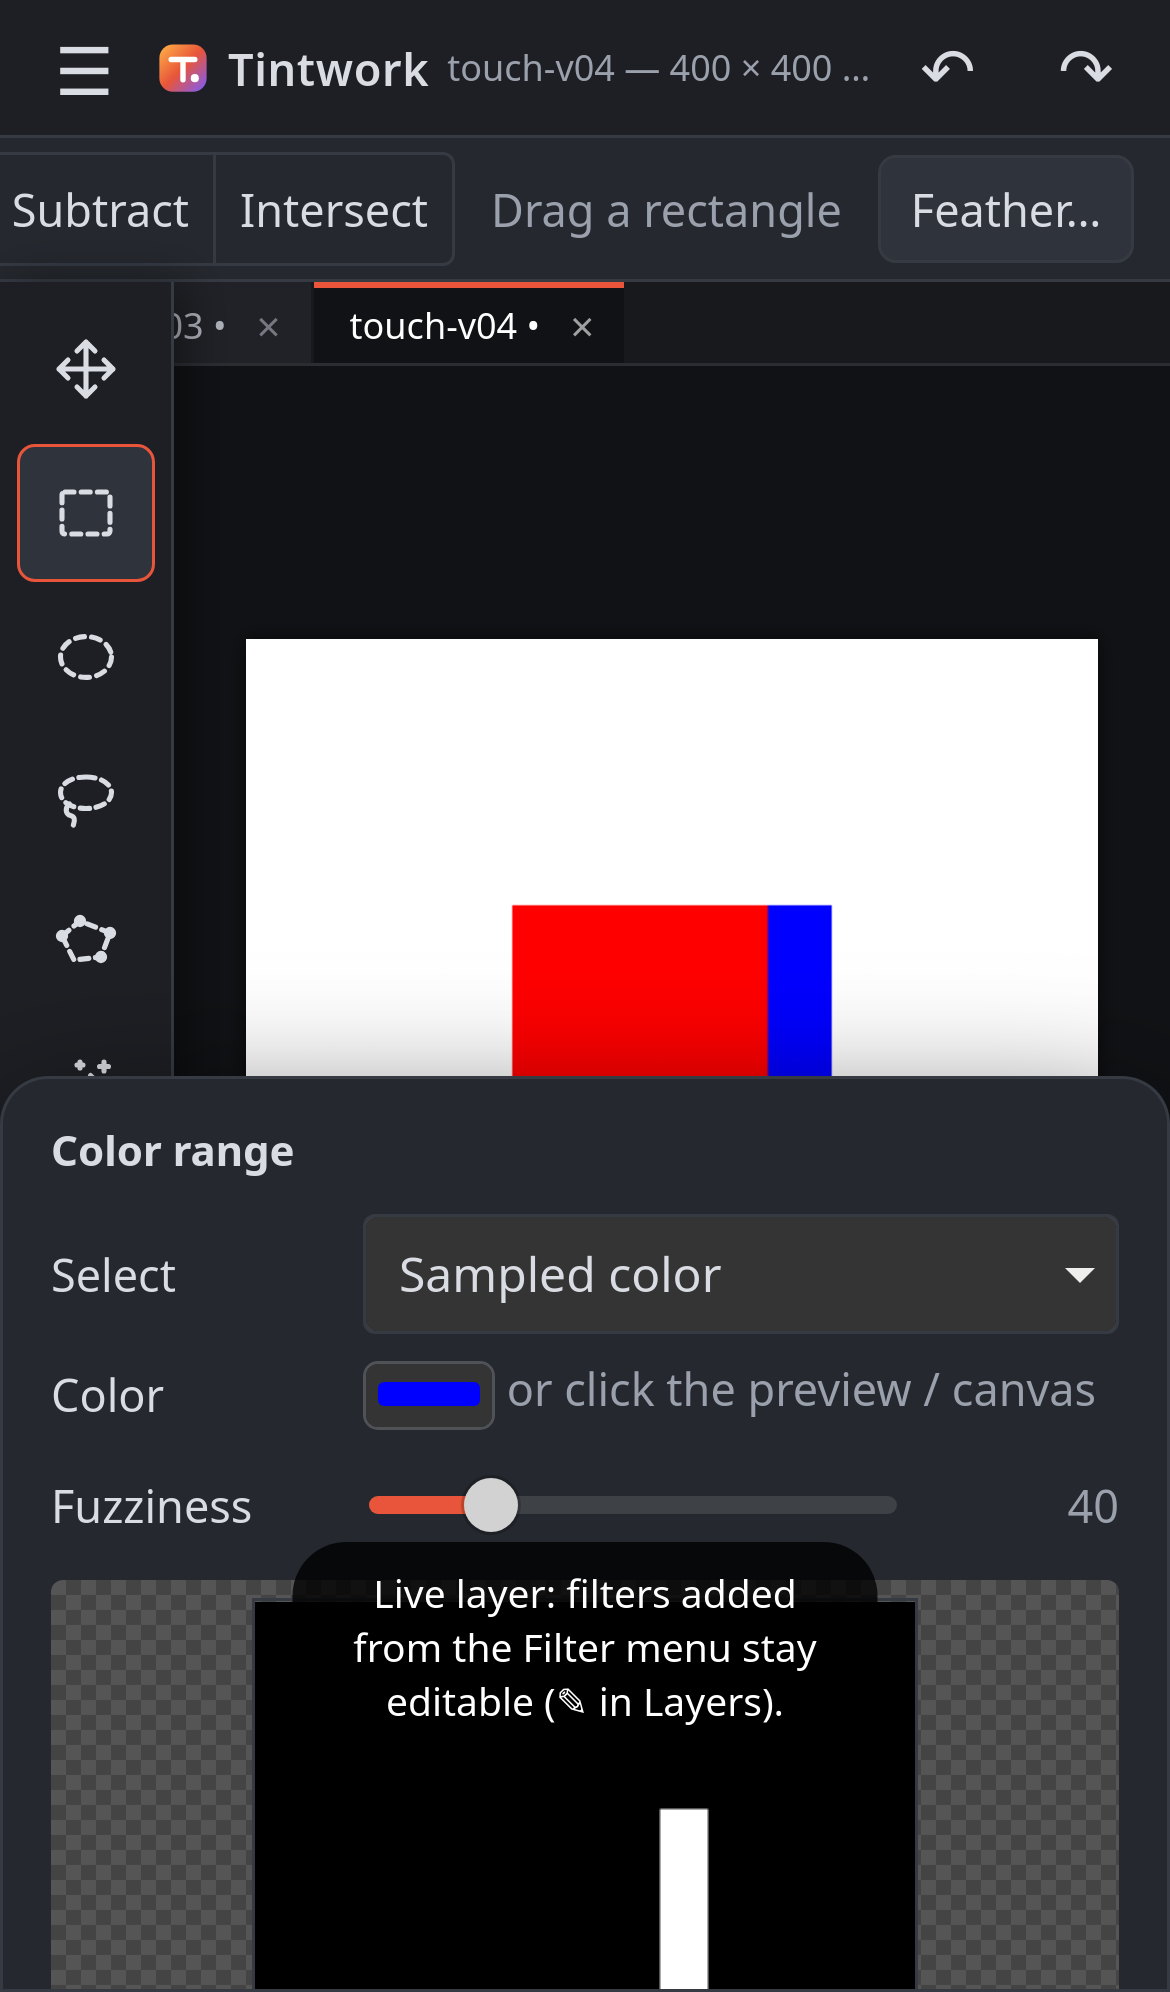 Tintwork touch-v04 — 400 × 400 ...
Subtract Intersect Drag a rectangle Feather...
03 • × touch-v04 • ×
Color range
Select Sampled color
Color or click the preview / canvas
Fuzziness 40
Live layer: filters added
from the Filter menu stay
editable (✎ in Layers).